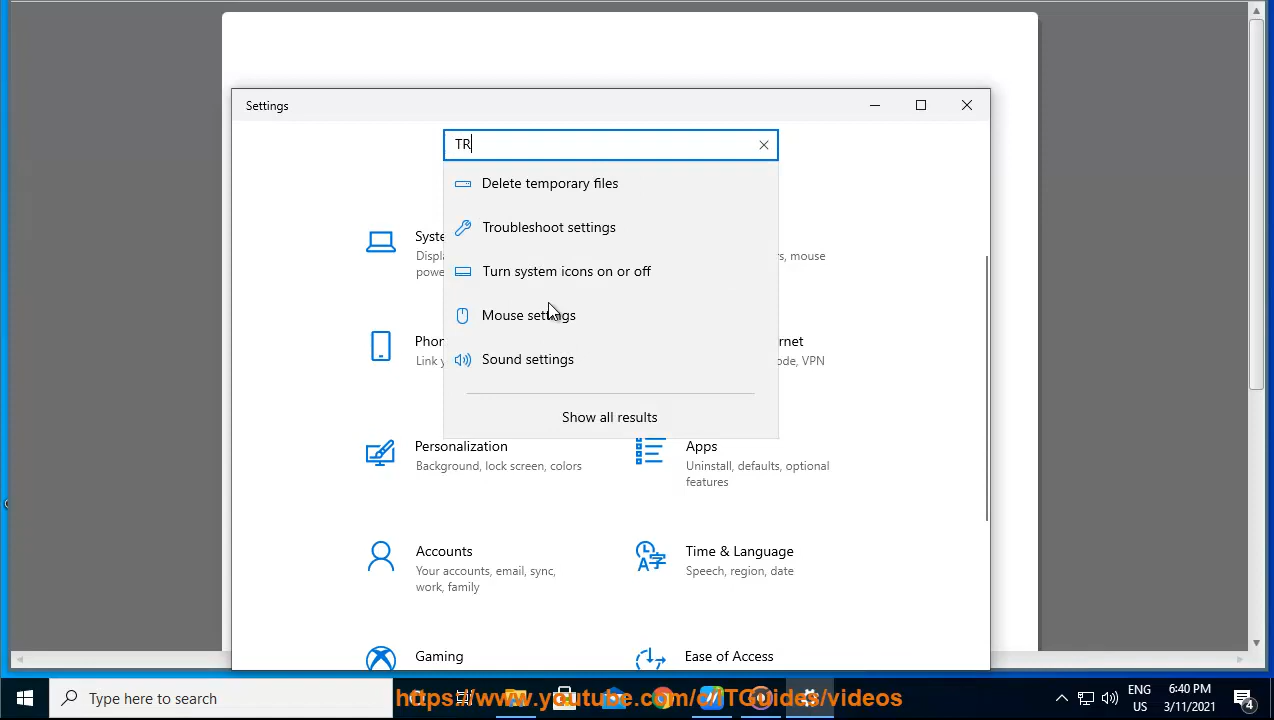 Settings
TR
Delete temporary files
Troubleshoot settings
Turn system icons on or off
Mouse settings
Sound settings
Show all results
Syste
Displa
powe
s, mouse
Phon
Link y
rnet
ode, VPN
Personalization
Background, lock screen, colors
Apps
Uninstall, defaults, optional
features
Accounts
Your accounts, email, sync,
work, family
Time & Language
Speech, region, date
Gaming
Ease of Access
Type here to search
https://www.youtube.com/c/ITGuides/videos
ENG
US
6:40 PM
3/11/2021
4